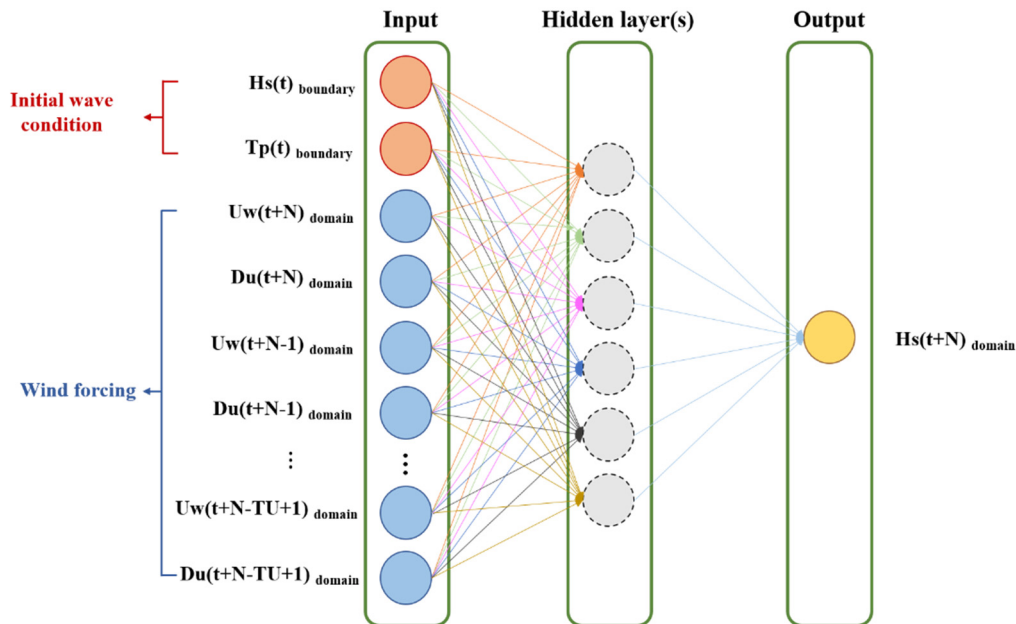 Input
Hidden layer(s)
Output
Initial wave
condition
Hs(t) boundary
Tp(t) boundary
Wind forcing
Uw(t+N) domain
Du(t+N) domain
Uw(t+N-1) domain
Du(t+N-1) domain
⋮
⋮
Uw(t+N-TU+1) domain
Du(t+N-TU+1) domain
Hs(t+N) domain